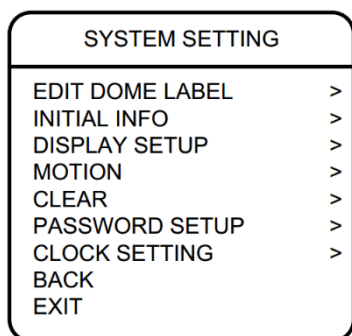 SYSTEM SETTING
EDIT DOME LABEL >
INITIAL INFO >
DISPLAY SETUP >
MOTION >
CLEAR >
PASSWORD SETUP >
CLOCK SETTING >
BACK
EXIT